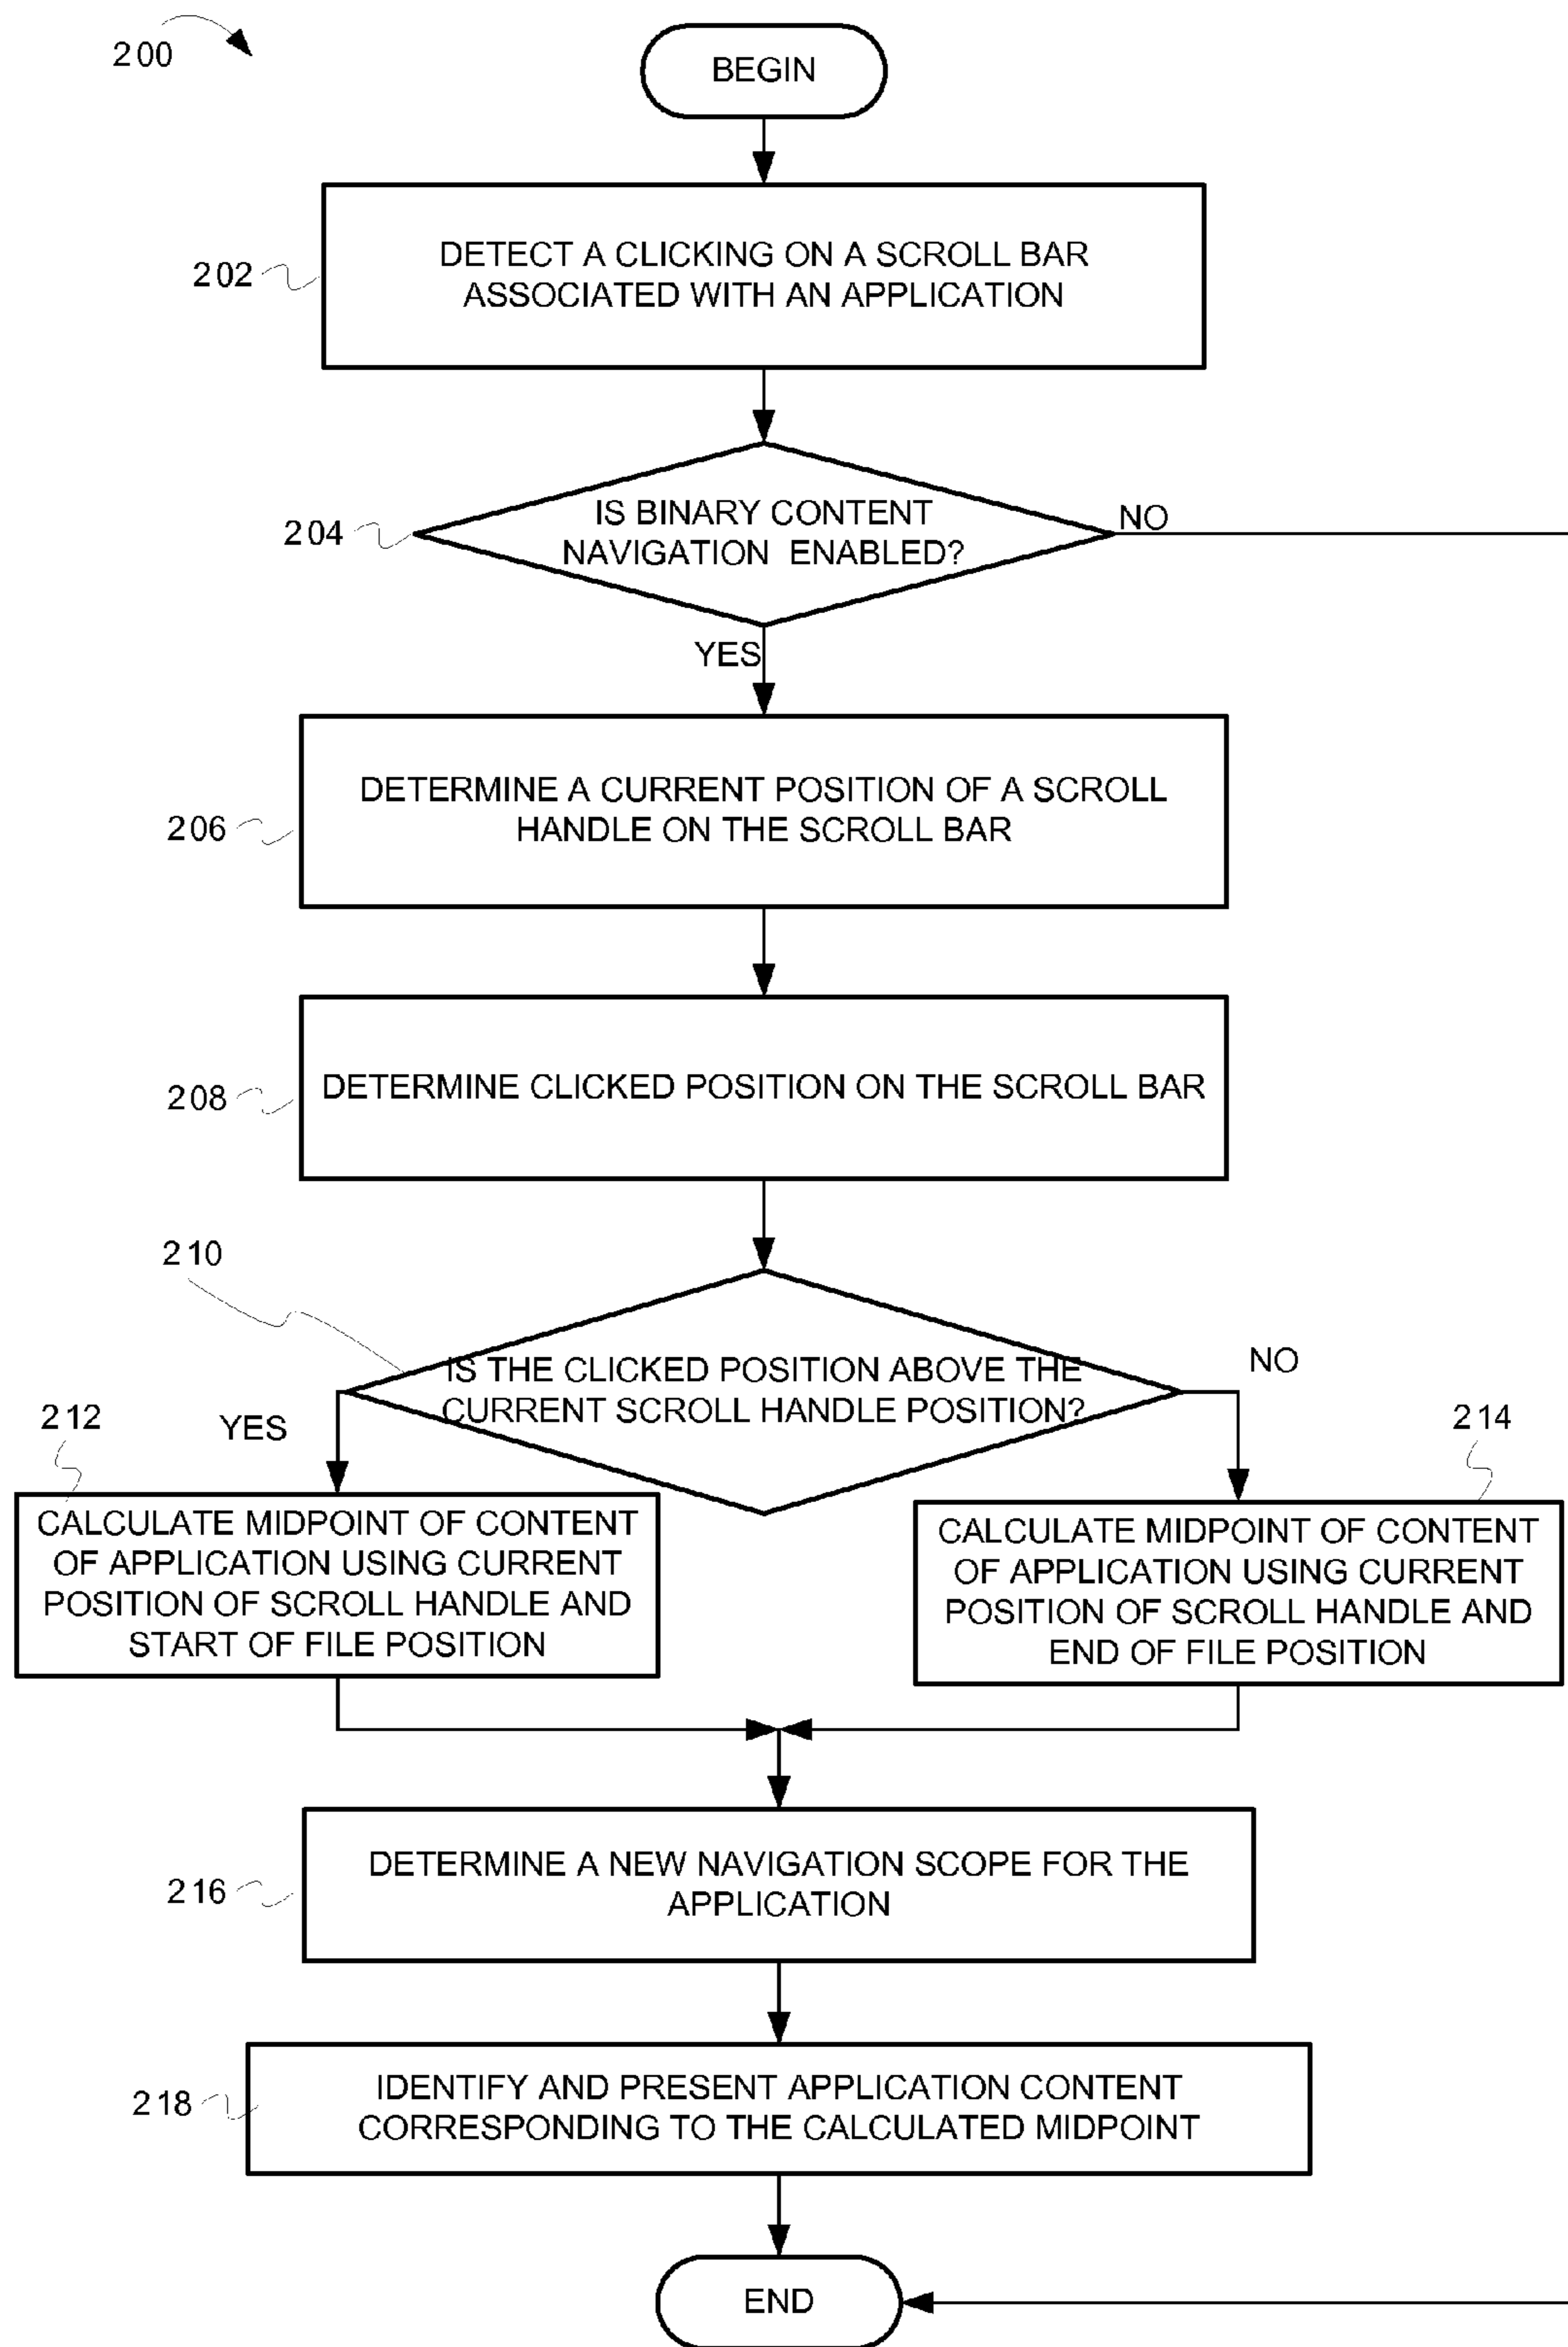 200
BEGIN
DETECT A CLICKING ON A SCROLL BAR
ASSOCIATED WITH AN APPLICATION
202
IS BINARY CONTENT
NAVIGATION ENABLED?
204
NO
YES
DETERMINE A CURRENT POSITION OF A SCROLL
HANDLE ON THE SCROLL BAR
206
DETERMINE CLICKED POSITION ON THE SCROLL BAR
208
210
IS THE CLICKED POSITION ABOVE THE
CURRENT SCROLL HANDLE POSITION?
NO
YES
212
214
CALCULATE MIDPOINT OF CONTENT
OF APPLICATION USING CURRENT
POSITION OF SCROLL HANDLE AND
START OF FILE POSITION
CALCULATE MIDPOINT OF CONTENT
OF APPLICATION USING CURRENT
POSITION OF SCROLL HANDLE AND
END OF FILE POSITION
DETERMINE A NEW NAVIGATION SCOPE FOR THE
APPLICATION
216
IDENTIFY AND PRESENT APPLICATION CONTENT
CORRESPONDING TO THE CALCULATED MIDPOINT
218
END